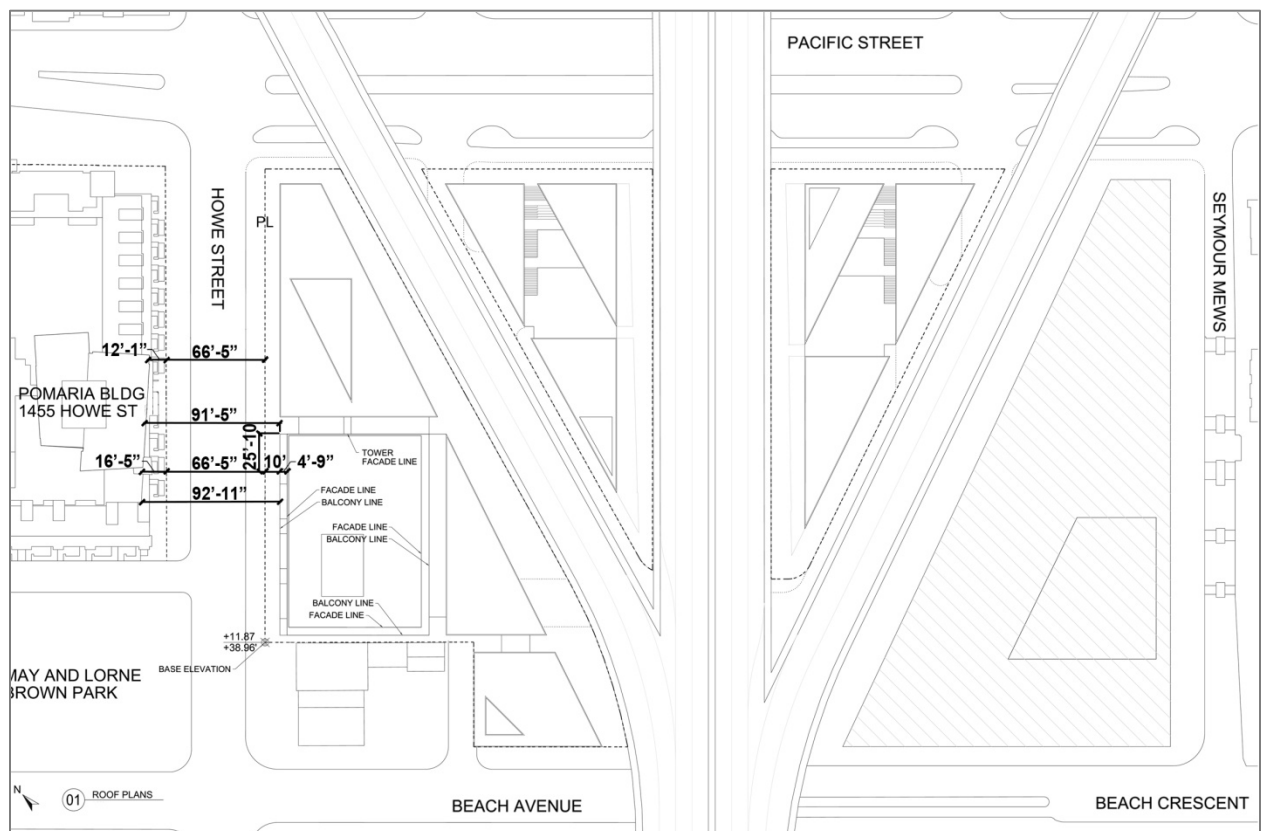 PACIFIC STREET
HOWE STREET
PL
SEYMOUR MEWS
12’-1”
66’-5”
POMARIA BLDG
1455 HOWE ST
91’-5”
25’-10
TOWER
FACADE LINE
16’-5”
66’-5”
10’
4’-9”
92’-11”
FACADE LINE
BALCONY LINE
FACADE LINE
BALCONY LINE
BALCONY LINE
FACADE LINE
+11.87
+38.96'
BASE ELEVATION
MAY AND LORNE
BROWN PARK
N
01
ROOF PLANS
BEACH AVENUE
BEACH CRESCENT